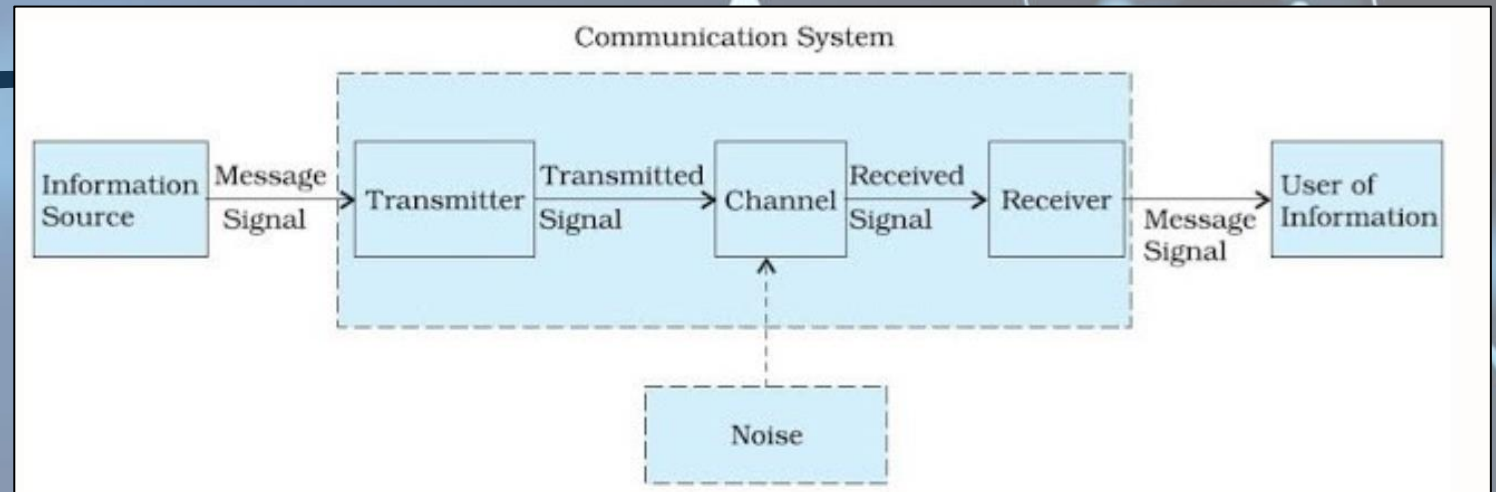 Communication System
Information
Source
Message
Signal
Transmitter
Transmitted
Signal
Channel
Received
Signal
Receiver
Message
Signal
User of
Information
Noise